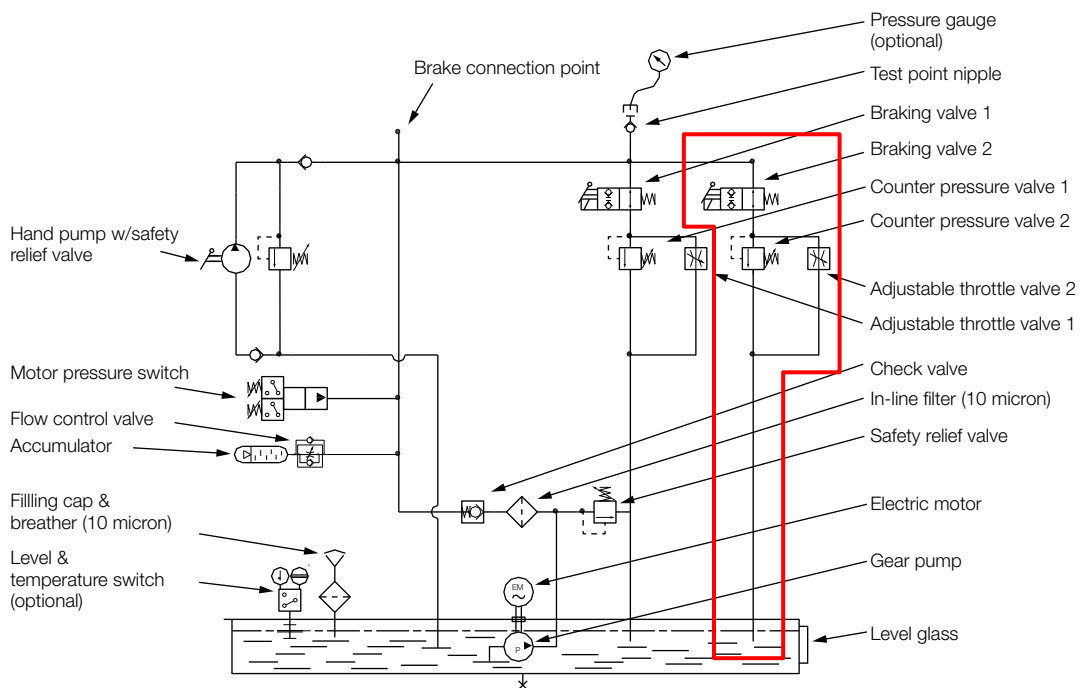 Pressure gauge
(optional)
Brake connection point
Test point nipple
Braking valve 1
Braking valve 2
Counter pressure valve 1
Counter pressure valve 2
Hand pump w/safety
relief valve
Adjustable throttle valve 2
Adjustable throttle valve 1
Motor pressure switch
Check valve
In-line filter (10 micron)
Flow control valve
Accumulator
Safety relief valve
Fillling cap &
breather (10 micron)
Electric motor
Level &
temperature switch
(optional)
Gear pump
EM
P
Level glass